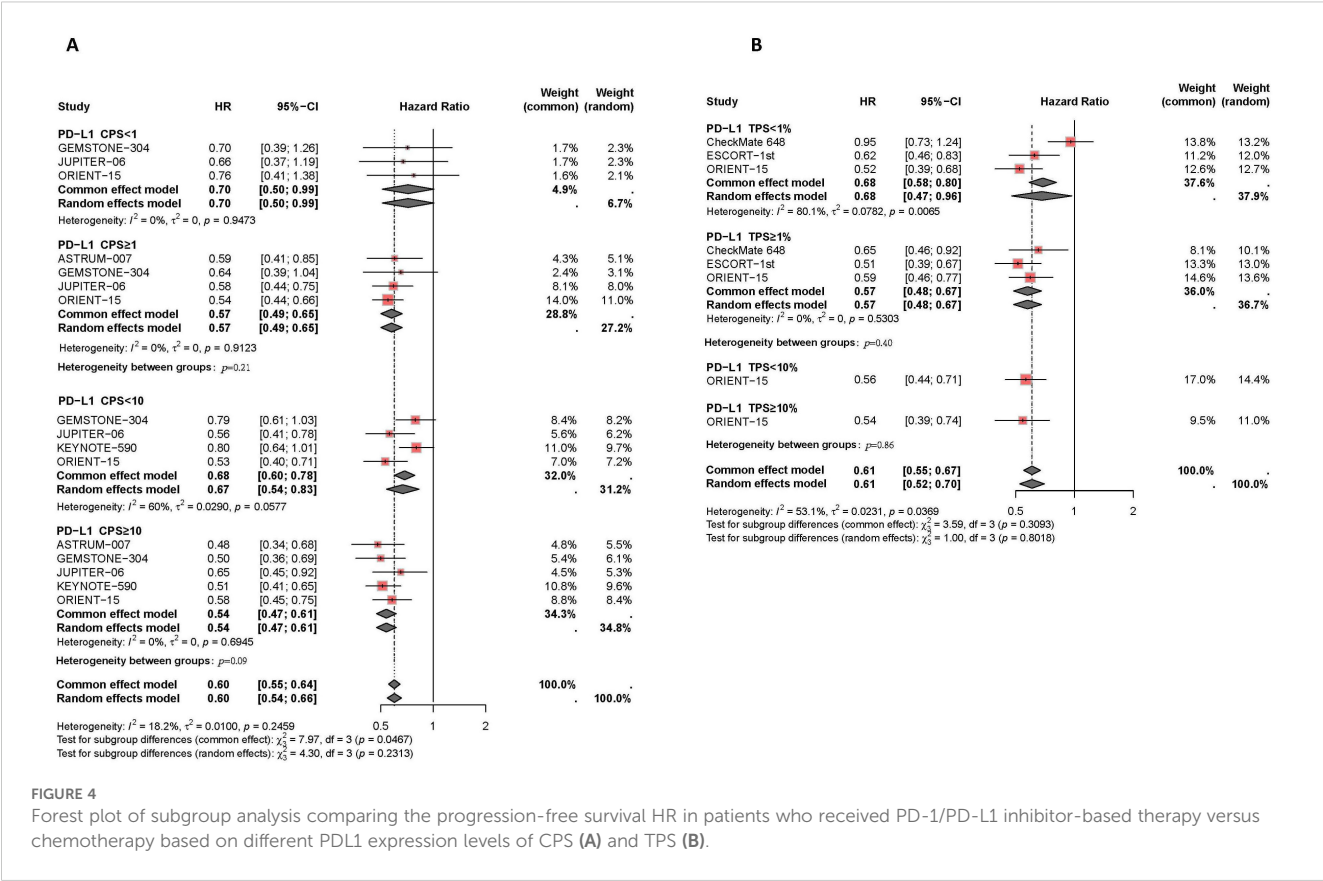 A
Study HR 95%−CI Hazard Ratio Weight (common) Weight (random)
PD−L1 CPS<1
GEMSTONE−304 0.70 [0.39; 1.26] 1.7% 2.3%
JUPITER−06 0.66 [0.37; 1.19] 1.7% 2.3%
ORIENT−15 0.76 [0.41; 1.38] 1.6% 2.1%
Common effect model 0.70 [0.50; 0.99] 4.9% .
Random effects model 0.70 [0.50; 0.99] . 6.7%
Heterogeneity: I² = 0%, τ² = 0, p = 0.9473
PD−L1 CPS≥1
ASTRUM−007 0.59 [0.41; 0.85] 4.3% 5.1%
GEMSTONE−304 0.64 [0.39; 1.04] 2.4% 3.1%
JUPITER−06 0.58 [0.44; 0.75] 8.1% 8.0%
ORIENT−15 0.54 [0.44; 0.66] 14.0% 11.0%
Common effect model 0.57 [0.49; 0.65] 28.8% .
Random effects model 0.57 [0.49; 0.65] . 27.2%
Heterogeneity: I² = 0%, τ² = 0, p = 0.9123
Heterogeneity between groups: p=0.21
PD−L1 CPS<10
GEMSTONE−304 0.79 [0.61; 1.03] 8.4% 8.2%
JUPITER−06 0.56 [0.41; 0.78] 5.6% 6.2%
KEYNOTE−590 0.80 [0.64; 1.01] 11.0% 9.7%
ORIENT−15 0.53 [0.40; 0.71] 7.0% 7.2%
Common effect model 0.68 [0.60; 0.78] 32.0% .
Random effects model 0.67 [0.54; 0.83] . 31.2%
Heterogeneity: I² = 60%, τ² = 0.0290, p = 0.0577
PD−L1 CPS≥10
ASTRUM−007 0.48 [0.34; 0.68] 4.8% 5.5%
GEMSTONE−304 0.50 [0.36; 0.69] 5.4% 6.1%
JUPITER−06 0.65 [0.45; 0.92] 4.5% 5.3%
KEYNOTE−590 0.51 [0.41; 0.65] 10.8% 9.6%
ORIENT−15 0.58 [0.45; 0.75] 8.8% 8.4%
Common effect model 0.54 [0.47; 0.61] 34.3% .
Random effects model 0.54 [0.47; 0.61] . 34.8%
Heterogeneity: I² = 0%, τ² = 0, p = 0.6945
Heterogeneity between groups: p=0.09
Common effect model 0.60 [0.55; 0.64] 100.0% .
Random effects model 0.60 [0.54; 0.66] . 100.0%
Heterogeneity: I² = 18.2%, τ² = 0.0100, p = 0.2459
0.5 1 2
Test for subgroup differences (common effect): χ²₃ = 7.97, df = 3 (p = 0.0467)
Test for subgroup differences (random effects): χ²₃ = 4.30, df = 3 (p = 0.2313)
B
Study HR 95%−CI Hazard Ratio Weight (common) Weight (random)
PD−L1 TPS<1%
CheckMate 648 0.95 [0.73; 1.24] 13.8% 13.2%
ESCORT−1st 0.62 [0.46; 0.83] 11.2% 12.0%
ORIENT−15 0.52 [0.39; 0.68] 12.6% 12.7%
Common effect model 0.68 [0.58; 0.80] 37.6% .
Random effects model 0.68 [0.47; 0.96] . 37.9%
Heterogeneity: I² = 80.1%, τ² = 0.0782, p = 0.0065
PD−L1 TPS≥1%
CheckMate 648 0.65 [0.46; 0.92] 8.1% 10.1%
ESCORT−1st 0.51 [0.39; 0.67] 13.3% 13.0%
ORIENT−15 0.59 [0.46; 0.77] 14.6% 13.6%
Common effect model 0.57 [0.48; 0.67] 36.0% .
Random effects model 0.57 [0.48; 0.67] . 36.7%
Heterogeneity: I² = 0%, τ² = 0, p = 0.5303
Heterogeneity between groups: p=0.40
PD−L1 TPS<10%
ORIENT−15 0.56 [0.44; 0.71] 17.0% 14.4%
PD−L1 TPS≥10%
ORIENT−15 0.54 [0.39; 0.74] 9.5% 11.0%
Heterogeneity between groups: p=0.86
Common effect model 0.61 [0.55; 0.67] 100.0% .
Random effects model 0.61 [0.52; 0.70] . 100.0%
Heterogeneity: I² = 53.1%, τ² = 0.0231, p = 0.0369
0.5 1 2
Test for subgroup differences (common effect): χ²₃ = 3.59, df = 3 (p = 0.3093)
Test for subgroup differences (random effects): χ²₃ = 1.00, df = 3 (p = 0.8018)
FIGURE 4
Forest plot of subgroup analysis comparing the progression-free survival HR in patients who received PD-1/PD-L1 inhibitor-based therapy versus
chemotherapy based on different PDL1 expression levels of CPS (A) and TPS (B).